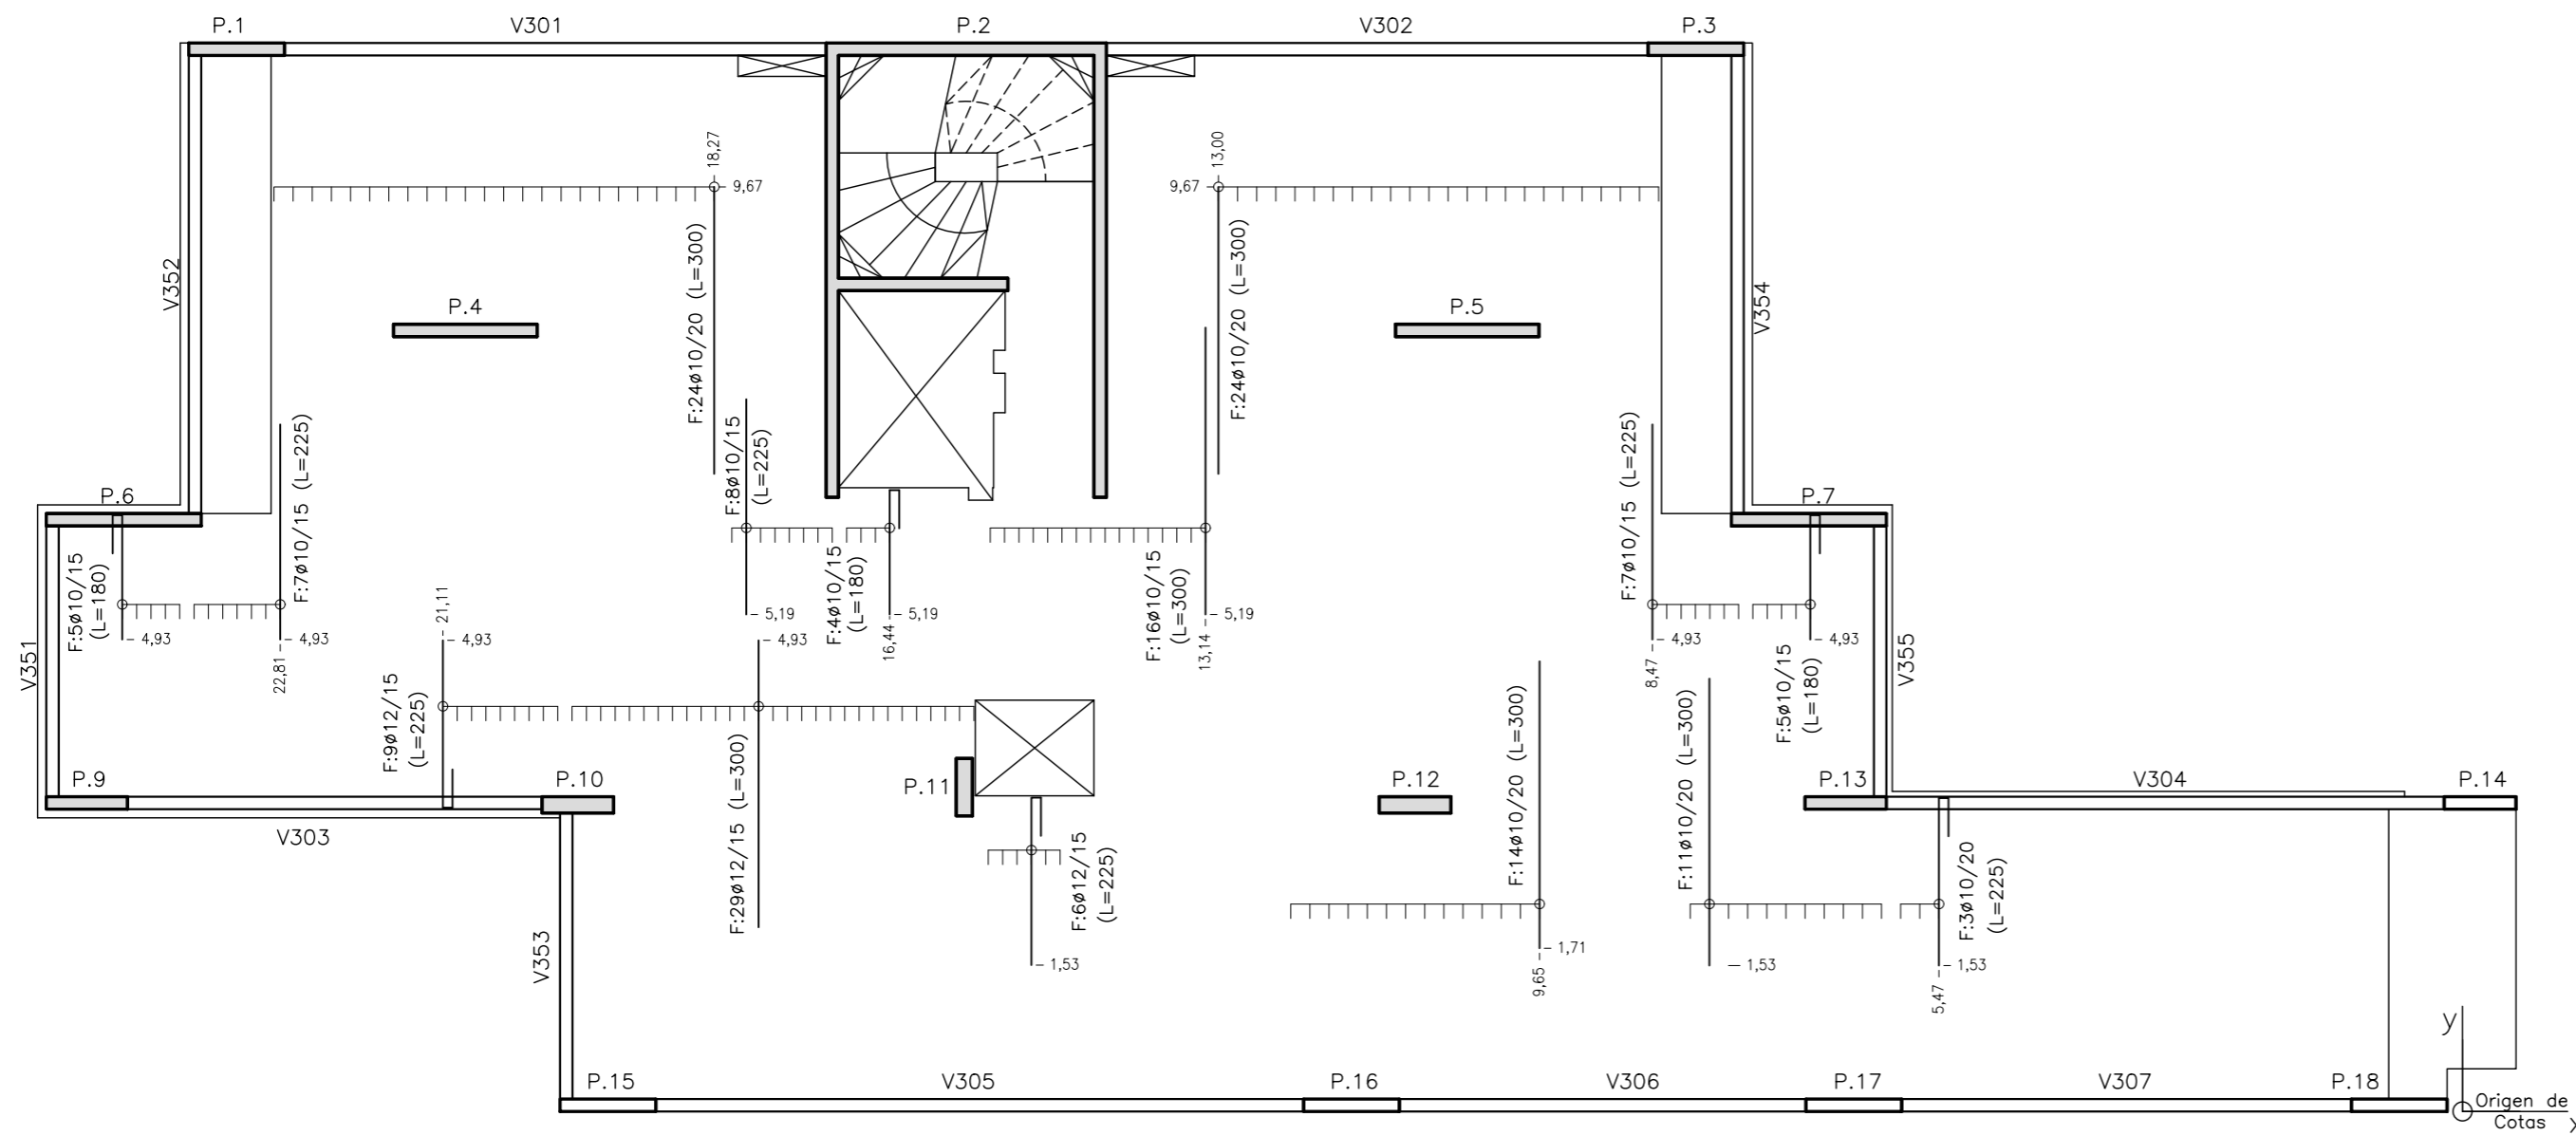 P.1
V301
P.2
V302
P.3
18,27
9,67
13,00
9,67
V352
F:24ø10/20 (L=300)
F:24ø10/20 (L=300)
V354
P.4
P.5
F:8ø10/15
(L=225)
F:7ø10/15 (L=225)
F:7ø10/15 (L=225)
P.6
P.7
F:5ø10/15
(L=180)
4,93
22,81
4,93
21,11
4,93
5,19
4,93
F:4ø10/15
(L=180)
16,44
5,19
F:16ø10/15
(L=300)
13,14
5,19
8,47
4,93
4,93
F:5ø10/15
(L=180)
V351
V355
F:9ø12/15
(L=225)
F:29ø12/15 (L=300)
F:14ø10/20 (L=300)
F:11ø10/20 (L=300)
P.9
P.10
P.11
P.12
P.13
V304
P.14
V303
F:6ø12/15
(L=225)
F:3ø10/20
(L=225)
V353
1,53
9,65
1,71
1,53
5,47
1,53
y
P.15
V305
P.16
V306
P.17
V307
P.18
Origen de
Cotas